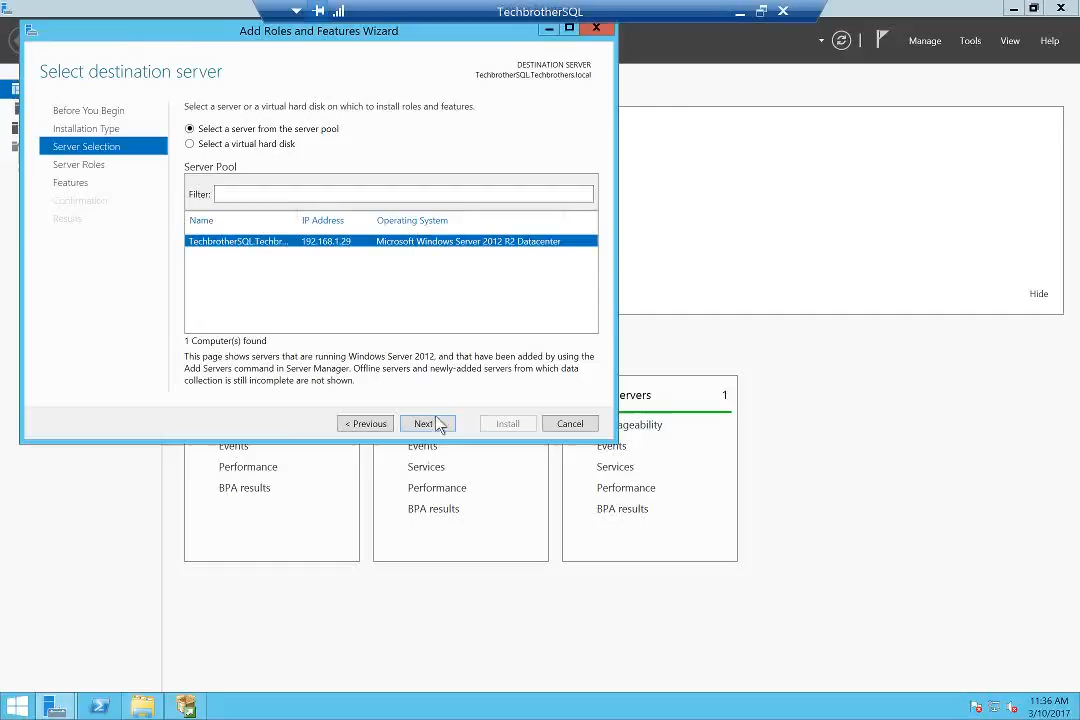 TechbrotherSQL
Add Roles and Features Wizard
Manage
Tools
View
Help
Select destination server
DESTINATION SERVER
TechbrotherSQL.Techbrothers.local
Before You Begin
Installation Type
Server Selection
Server Roles
Features
Confirmation
Results
Select a server or a virtual hard disk on which to install roles and features.
Select a server from the server pool
Select a virtual hard disk
Server Pool
Filter:
Name IP Address Operating System
TechbrotherSQL.Techbr... 192.168.1.29 Microsoft Windows Server 2012 R2 Datacenter
1 Computer(s) found
This page shows servers that are running Windows Server 2012, and that have been added by using the
Add Servers command in Server Manager. Offline servers and newly-added servers from which data
collection is still incomplete are not shown.
< Previous
Next
Install
Cancel
Hide
1
Events
Performance
BPA results
Events
Services
Performance
BPA results
Events
Services
Performance
BPA results
11:36 AM
3/10/2017